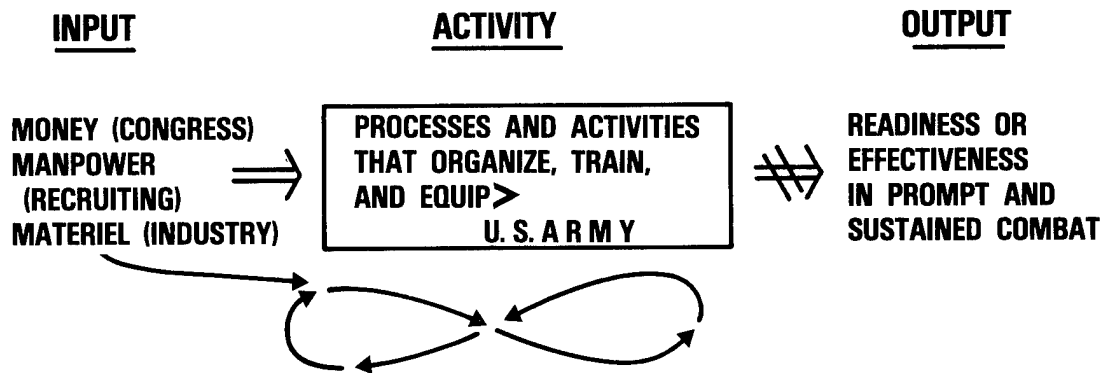 INPUT
ACTIVITY
OUTPUT
MONEY (CONGRESS)
MANPOWER
(RECRUITING)
MATERIEL (INDUSTRY)
PROCESSES AND ACTIVITIES
THAT ORGANIZE, TRAIN,
AND EQUIP>
U. S. A R M Y
READINESS OR
EFFECTIVENESS
IN PROMPT AND
SUSTAINED COMBAT